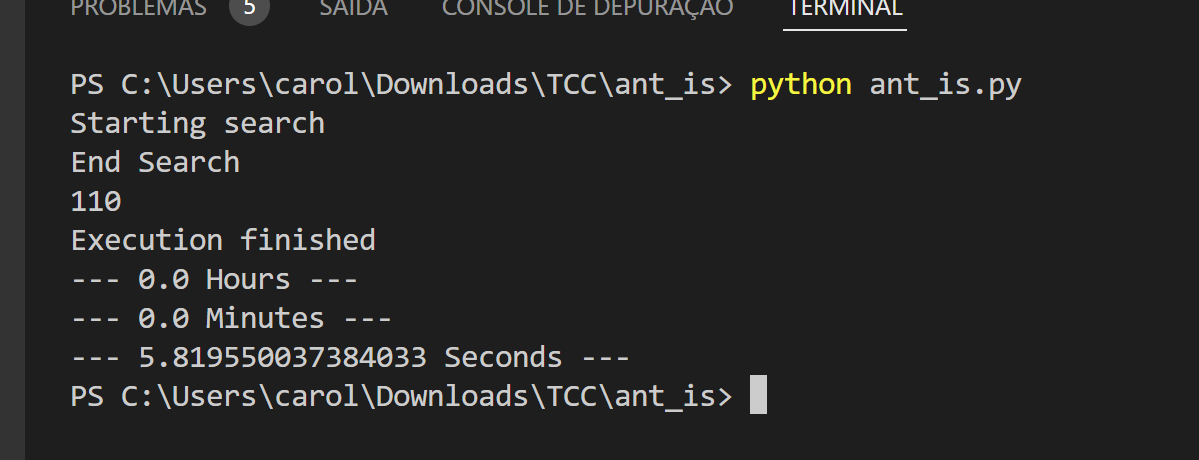 PROBLEMAS 5 SAÍDA CONSOLE DE DEPURAÇÃO TERMINAL
PS C:\Users\carol\Downloads\TCC\ant_is> python ant_is.py
Starting search
End Search
110
Execution finished
--- 0.0 Hours ---
--- 0.0 Minutes ---
--- 5.819550037384033 Seconds ---
PS C:\Users\carol\Downloads\TCC\ant_is>